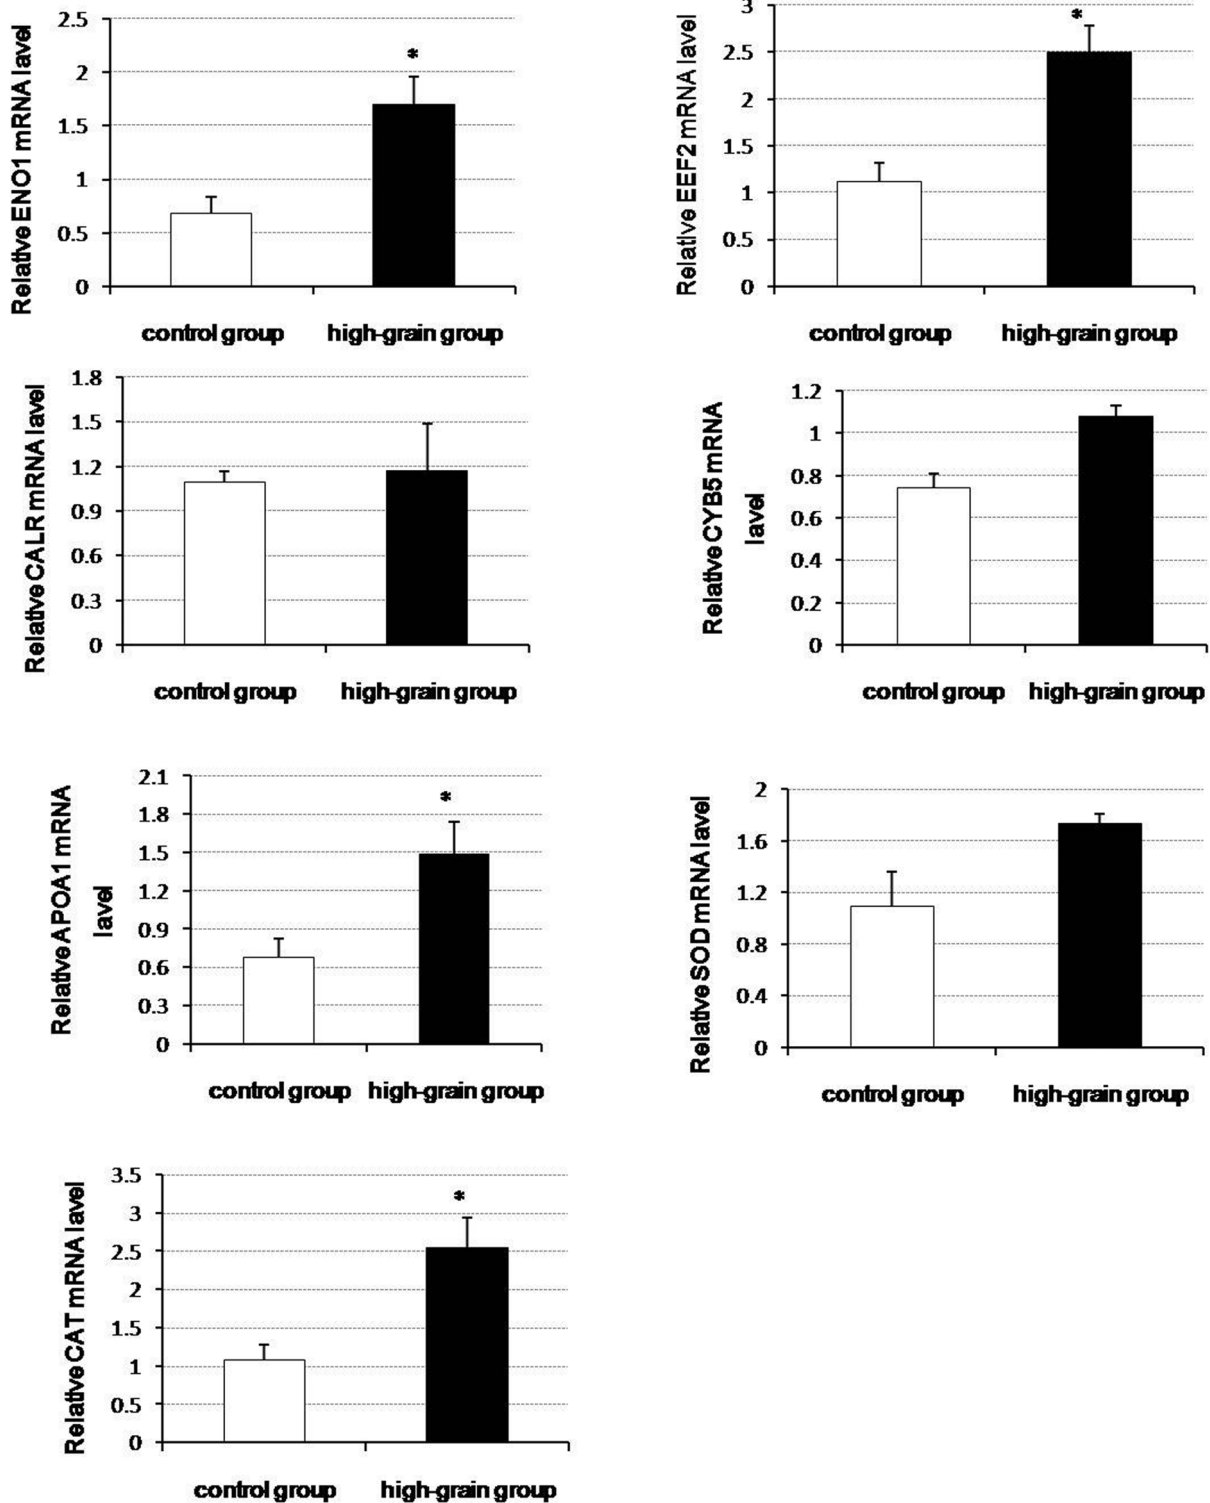 Relative ENO1 mRNA lavel
2.5
2
1.5
1
0.5
0
*
control group
high-grain group
Relative EEF2 mRNA lavel
3
2.5
2
1.5
1
0.5
0
*
control group
high-grain group
Relative CALR mRNA lavel
1.8
1.5
1.2
0.9
0.6
0.3
0
control group
high-grain group
Relative CYB5 mRNA
lavel
1.2
1
0.8
0.6
0.4
0.2
0
control group
high-grain group
Relative APOA1 mRNA
lavel
2.1
1.8
1.5
1.2
0.9
0.6
0.3
0
*
control group
high-grain group
Relative SOD mRNA lavel
2
1.6
1.2
0.8
0.4
0
control group
high-grain group
Relative CAT mRNA lavel
3.5
3
2.5
2
1.5
1
0.5
0
*
control group
high-grain group